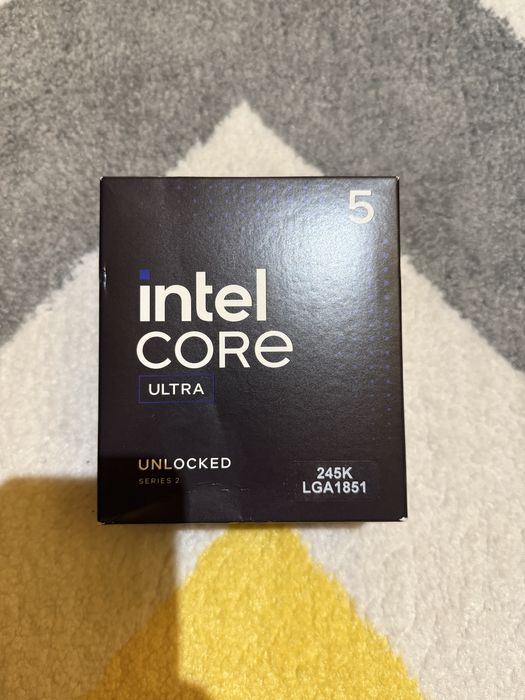 5
intel
CORE
ULTRA
UNLOCKED
SERIES 2
245K
LGA1851